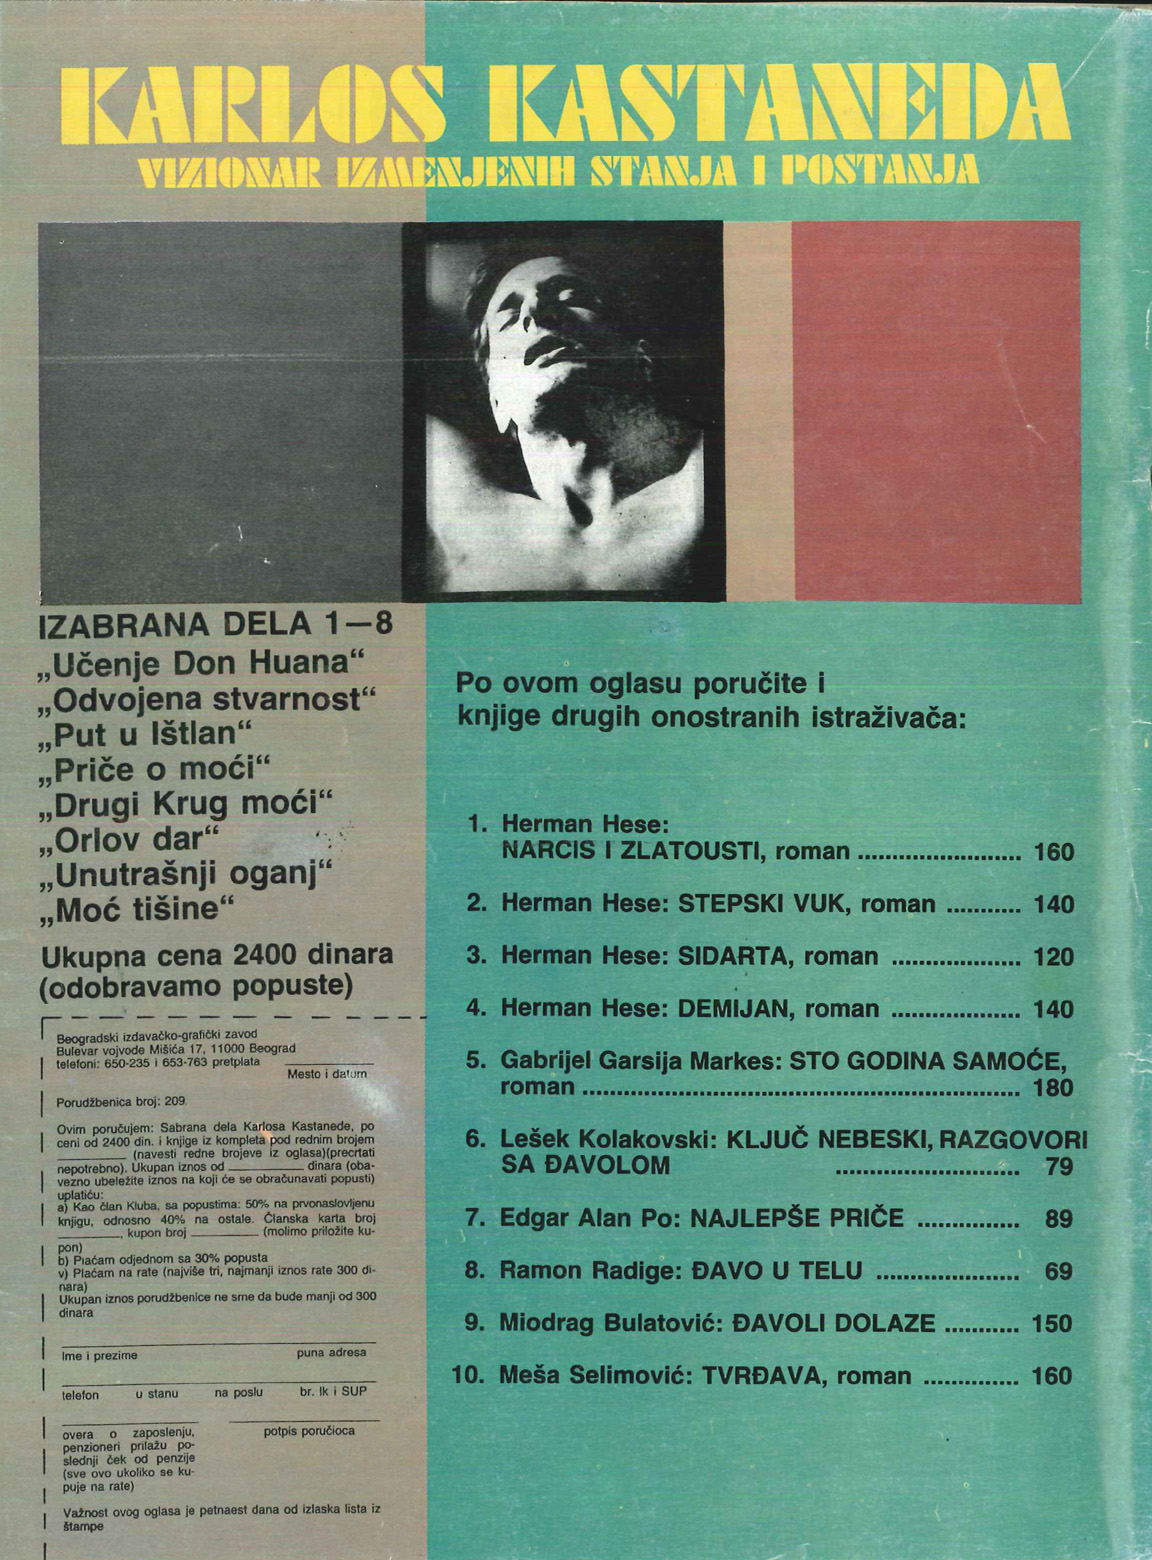 KARLOS KASTANEDA
VIZIONAR IZMENJENIH STANJA I POSTANJA
IZABRANA DELA 1—8
„Učenje Don Huana“
„Odvojena stvarnost“
„Put u Ištlan“
„Priče o moći“
„Drugi Krug moći“
„Orlov dar“
„Unutrašnji oganj“
„Moć tišine“
Ukupna cena 2400 dinara
(odobravamo popuste)
Beogradski izdavačko-grafički zavod
Bulevar vojvode Mišića 17, 11000 Beograd
telefoni: 650-235 i 653-763 pretplata
Mesto i datum
Porudžbenica broj: 209.
Ovim poručujem: Sabrana dela Karlosa Kastanede, po
ceni od 2400 din. i knjige iz kompleta pod rednim brojem
__________ (navesti redne brojeve iz oglasa)(precrtati
nepotrebno). Ukupan iznos od __________ dinara (oba-
vezno ubeležite iznos na koji će se obračunavati popusti)
uplatiću:
a) Kao član Kluba, sa popustima: 50% na prvonaslovljenu
knjigu, odnosno 40% na ostale. Članska karta broj
_________, kupon broj _________ (molimo priložite ku-
pon)
b) Plaćam odjednom sa 30% popusta
v) Plaćam na rate (najviše tri, najmanji iznos rate 300 di-
nara)
Ukupan iznos porudžbenice ne sme da bude manji od 300
dinara
Ime i prezime puna adresa
telefon u stanu na poslu br. lk i SUP
overa o zaposlenju,
penzioneri prilažu po-
slednji ček od penzije
(sve ovo ukoliko se ku-
puje na rate)
potpis poručioca
Važnost ovog oglasa je petnaest dana od izlaska lista iz
štampe
Po ovom oglasu poručite i
knjige drugih onostranih istraživača:
1. Herman Hese:
NARCIS I ZLATOUSTI, roman ........................ 160
2. Herman Hese: STEPSKI VUK, roman ........... 140
3. Herman Hese: SIDARTA, roman ................... 120
4. Herman Hese: DEMIJAN, roman ................... 140
5. Gabrijel Garsija Markes: STO GODINA SAMOĆE,
roman ................................................................ 180
6. Lešek Kolakovski: KLJUČ NEBESKI, RAZGOVORI
SA ĐAVOLOM ........................... 79
7. Edgar Alan Po: NAJLEPŠE PRIČE ............... 89
8. Ramon Radige: ĐAVO U TELU ..................... 69
9. Miodrag Bulatović: ĐAVOLI DOLAZE ........... 150
10. Meša Selimović: TVRĐAVA, roman .............. 160